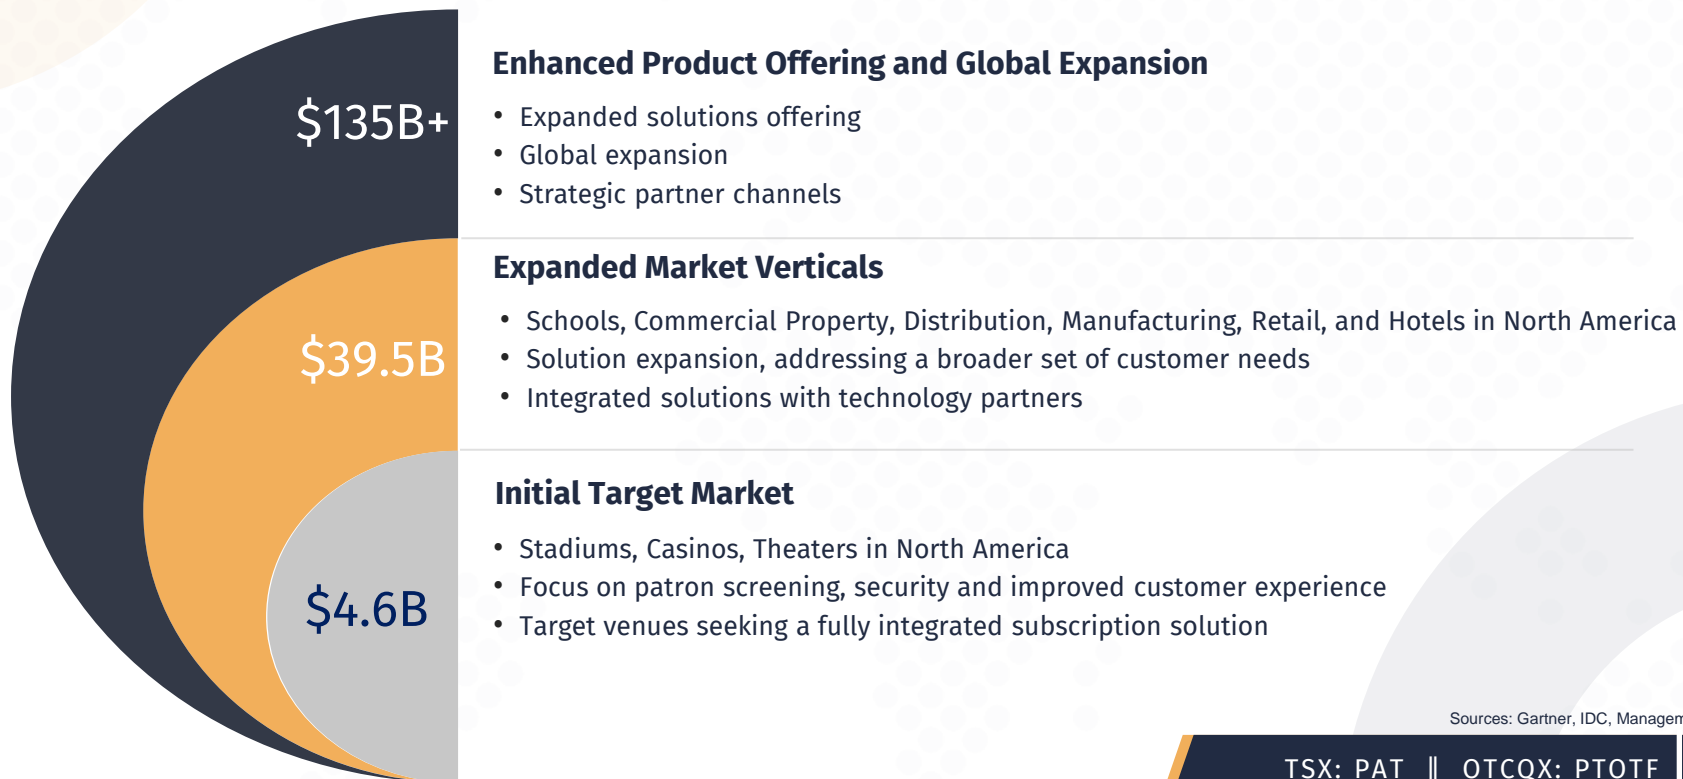 $135B+
Enhanced Product Offering and Global Expansion
• Expanded solutions offering
• Global expansion
• Strategic partner channels
$39.5B
Expanded Market Verticals
• Schools, Commercial Property, Distribution, Manufacturing, Retail, and Hotels in North America
• Solution expansion, addressing a broader set of customer needs
• Integrated solutions with technology partners
$4.6B
Initial Target Market
• Stadiums, Casinos, Theaters in North America
• Focus on patron screening, security and improved customer experience
• Target venues seeking a fully integrated subscription solution
Sources: Gartner, IDC,
TSX: PAT || OTCQX: PTOTF